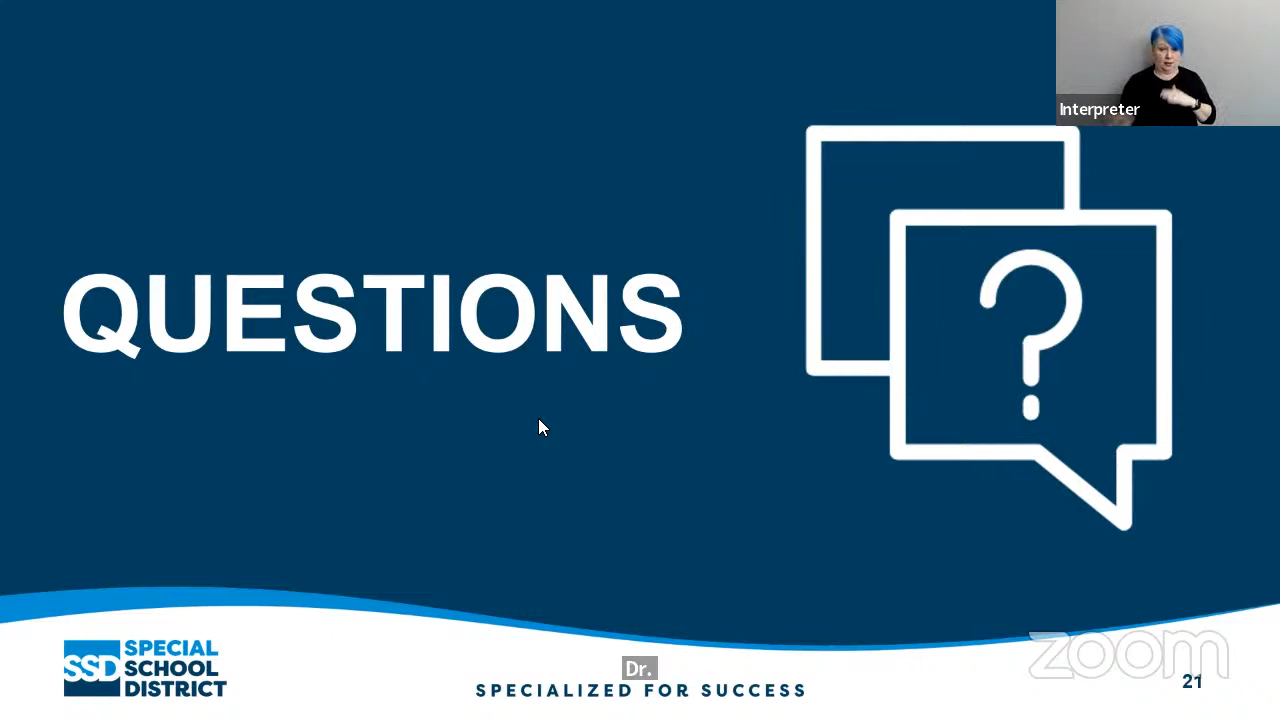 Interpreter
QUESTIONS
?
SSD
SPECIAL
SCHOOL
DISTRICT
Dr.
SPECIALIZED FOR SUCCESS
zoom
21